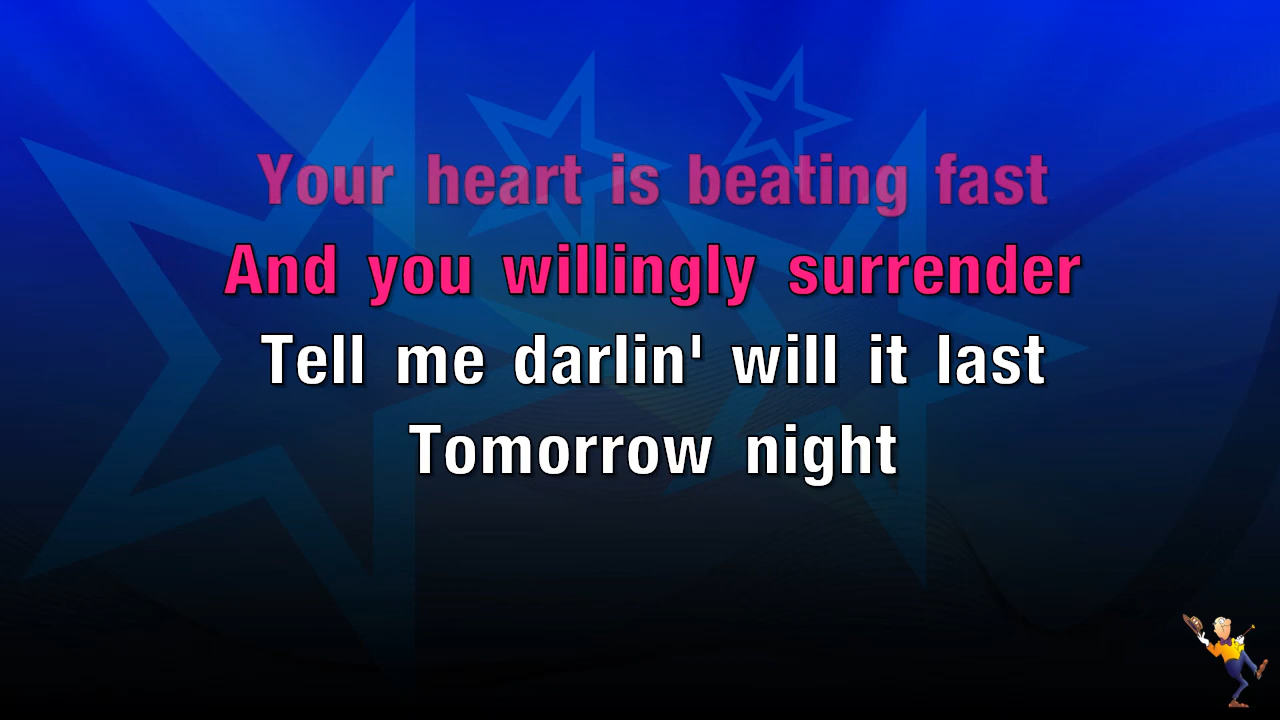 Your heart is beating fast
And you willingly surrender
Tell me darlin' will it last
Tomorrow night